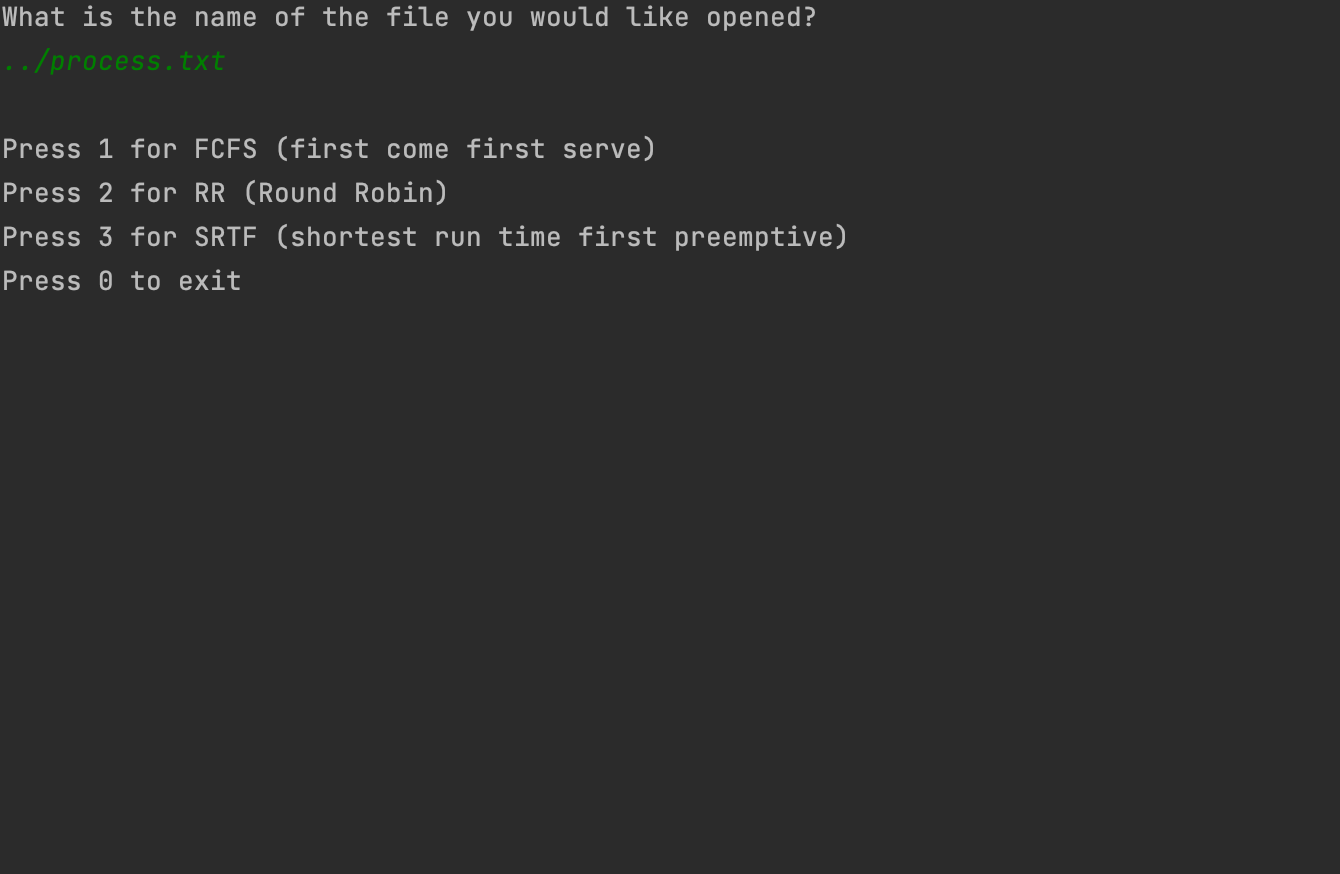 What is the name of the file you would like opened?
../process.txt
Press 1 for FCFS (first come first serve)
Press 2 for RR (Round Robin)
Press 3 for SRTF (shortest run time first preemptive)
Press 0 to exit